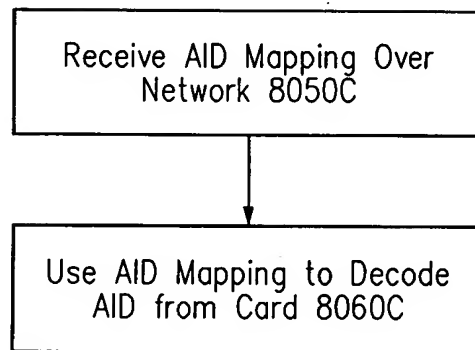 Receive AID Mapping Over
Network 8050C
Use AID Mapping to Decode
AID from Card 8060C